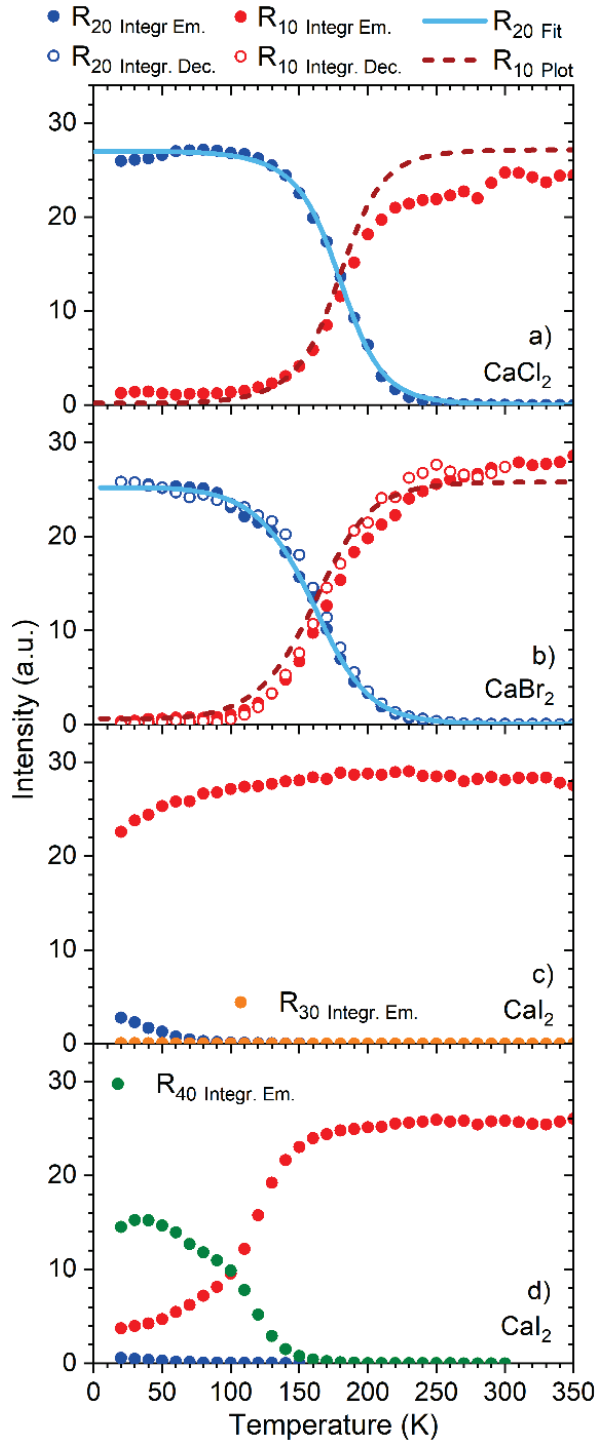 R20 Integr Em. R10 Integr Em. R20 Fit
R20 Integr. Dec. R10 Integr. Dec. R10 Plot
30
20
10
0
a)
CaCl2
30
20
10
0
b)
CaBr2
Intensity (a.u.)
30
20
10
0
c)
CaI2
R30 Integr. Em.
R40 Integr. Em.
30
20
10
0
d)
CaI2
0 50 100 150 200 250 300 350
Temperature (K)